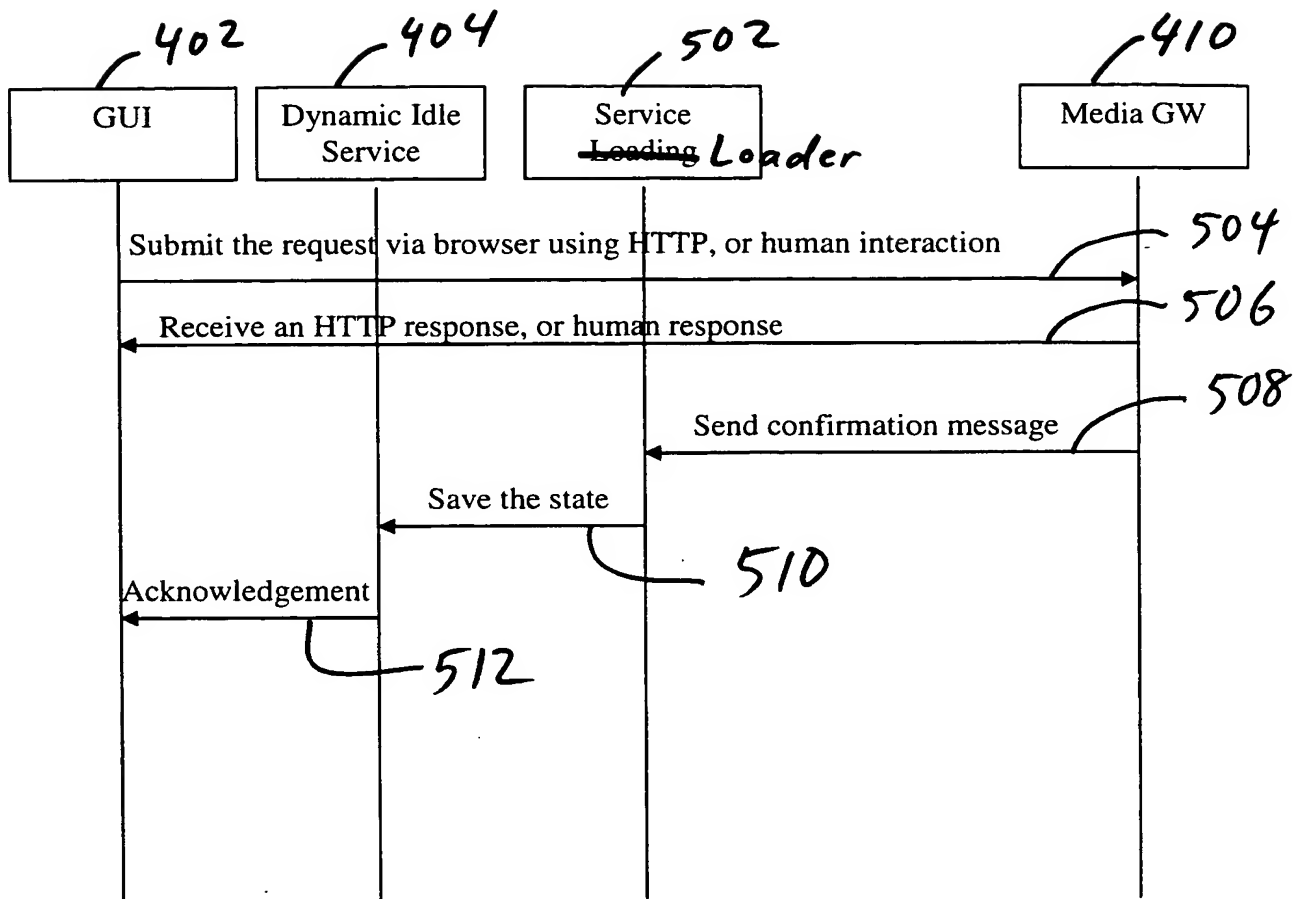 402
404
502
410
GUI
Dynamic Idle
Service
Service
Loading Loader
Media GW
Submit the request via browser using HTTP, or human interaction
504
Receive an HTTP response, or human response
506
Send confirmation message
508
Save the state
510
Acknowledgement
512